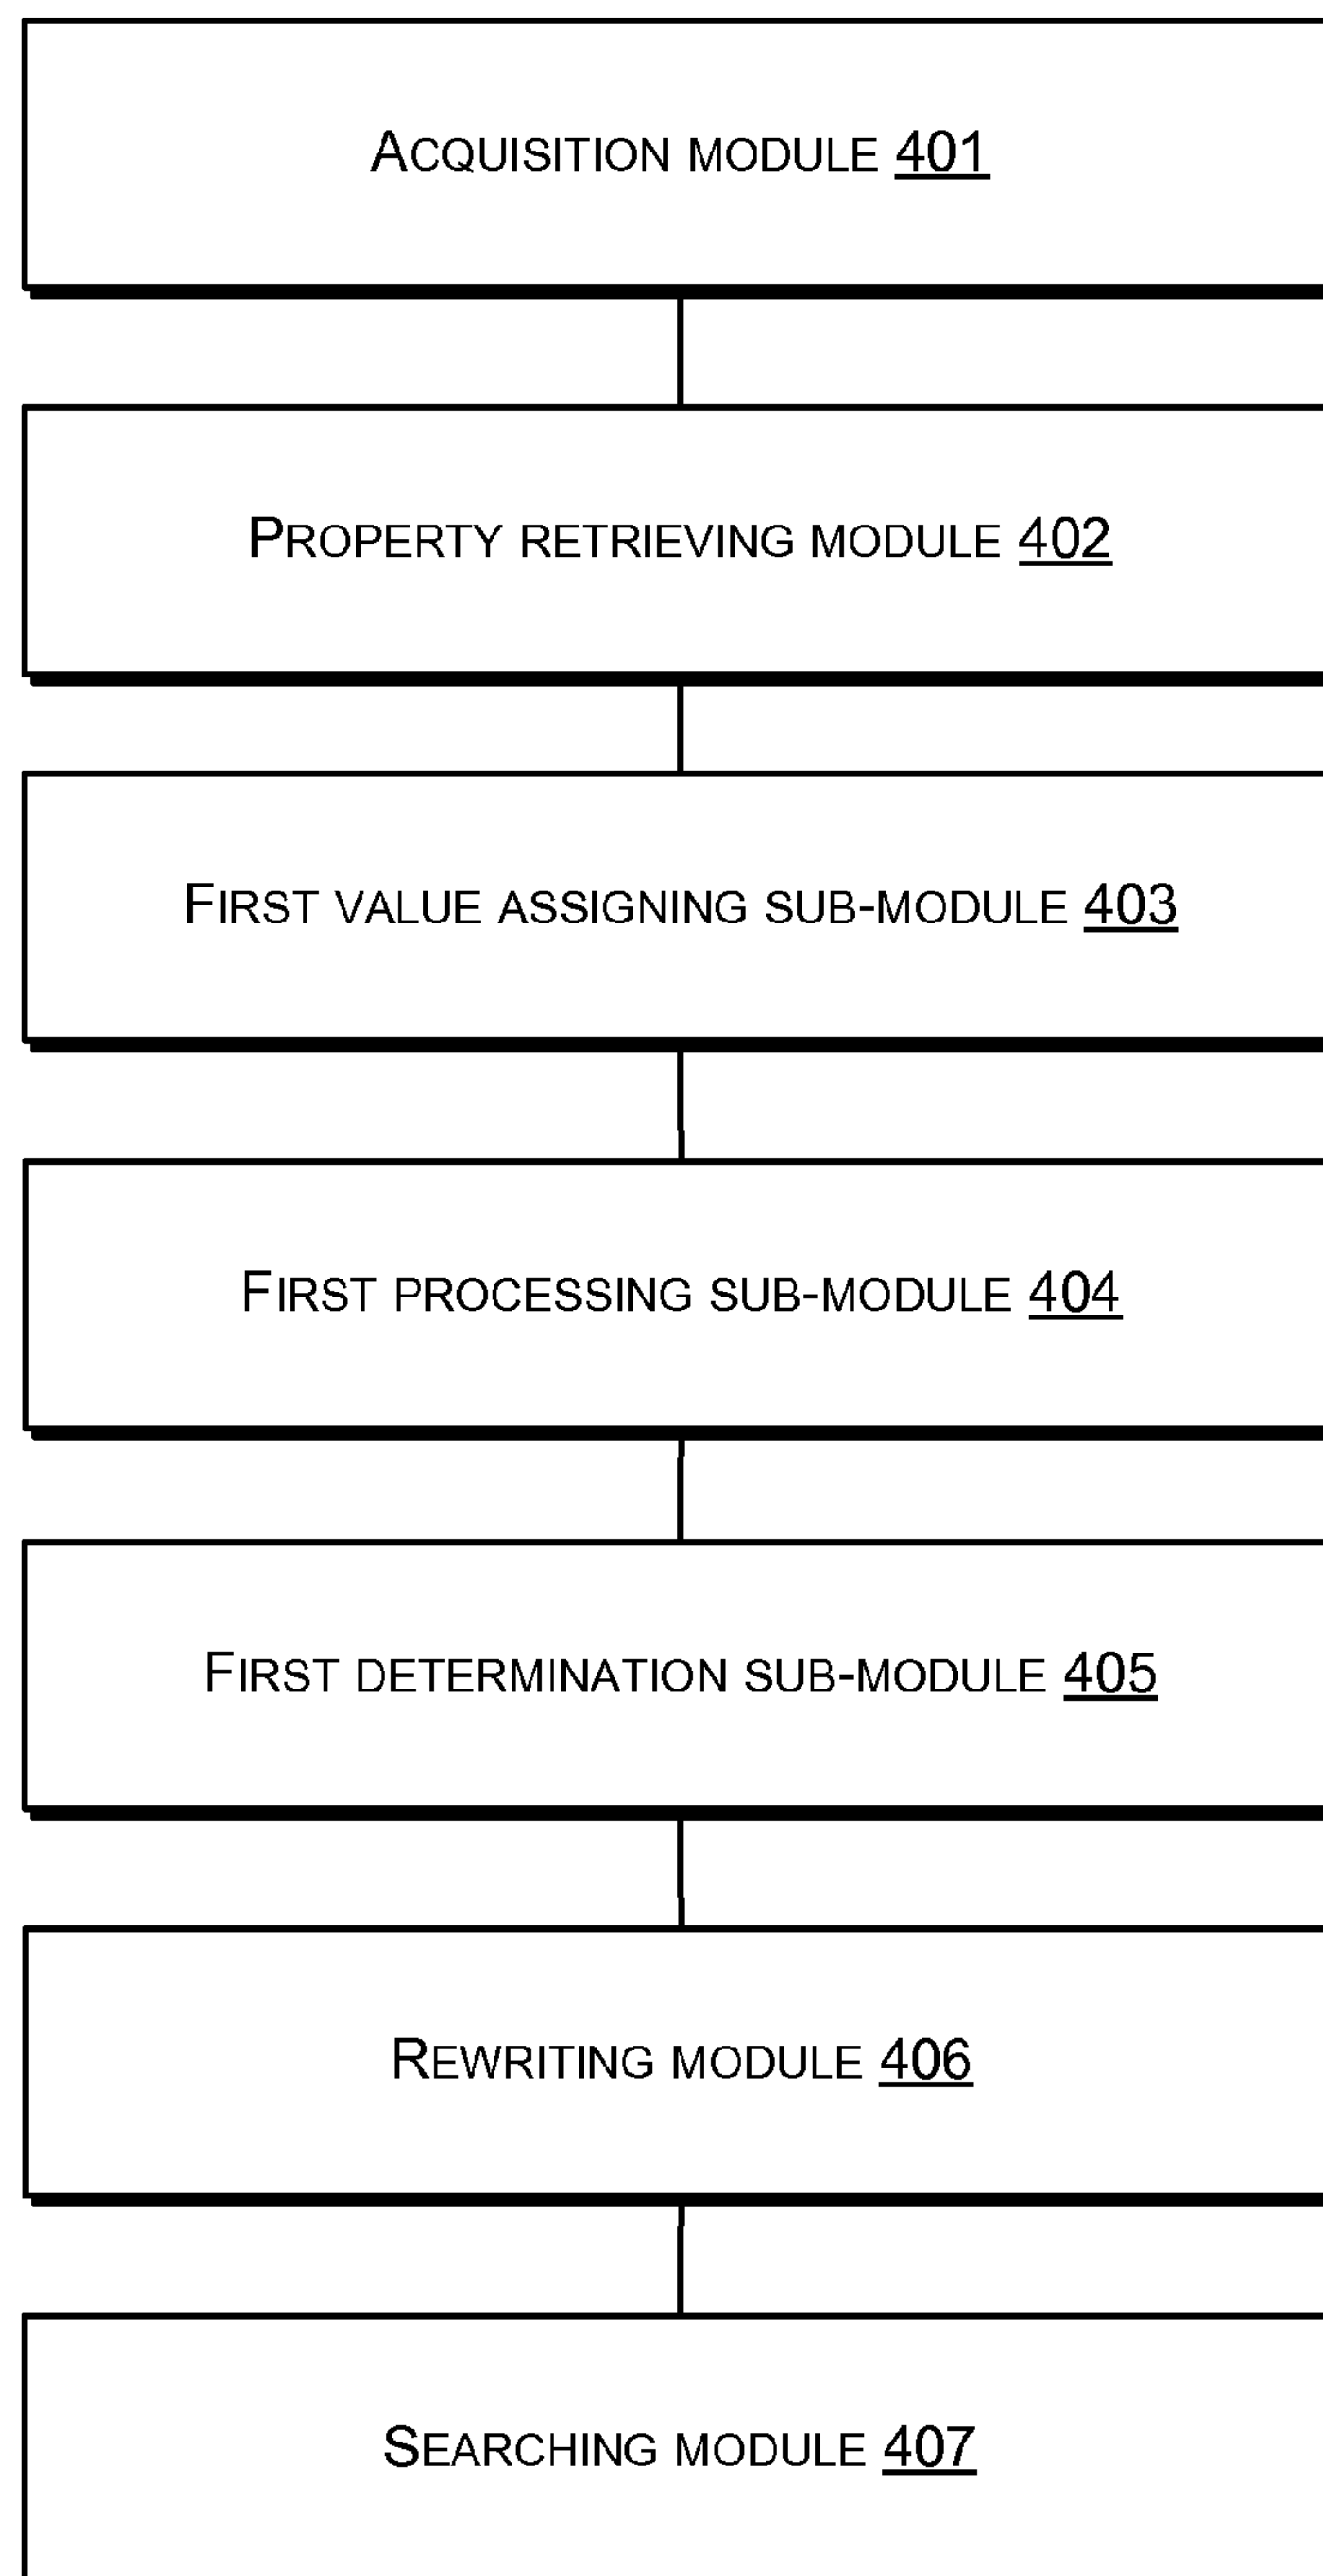 ACQUISITION MODULE 401
PROPERTY RETRIEVING MODULE 402
FIRST VALUE ASSIGNING SUB-MODULE 403
FIRST PROCESSING SUB-MODULE 404
FIRST DETERMINATION SUB-MODULE 405
REWRITING MODULE 406
SEARCHING MODULE 407